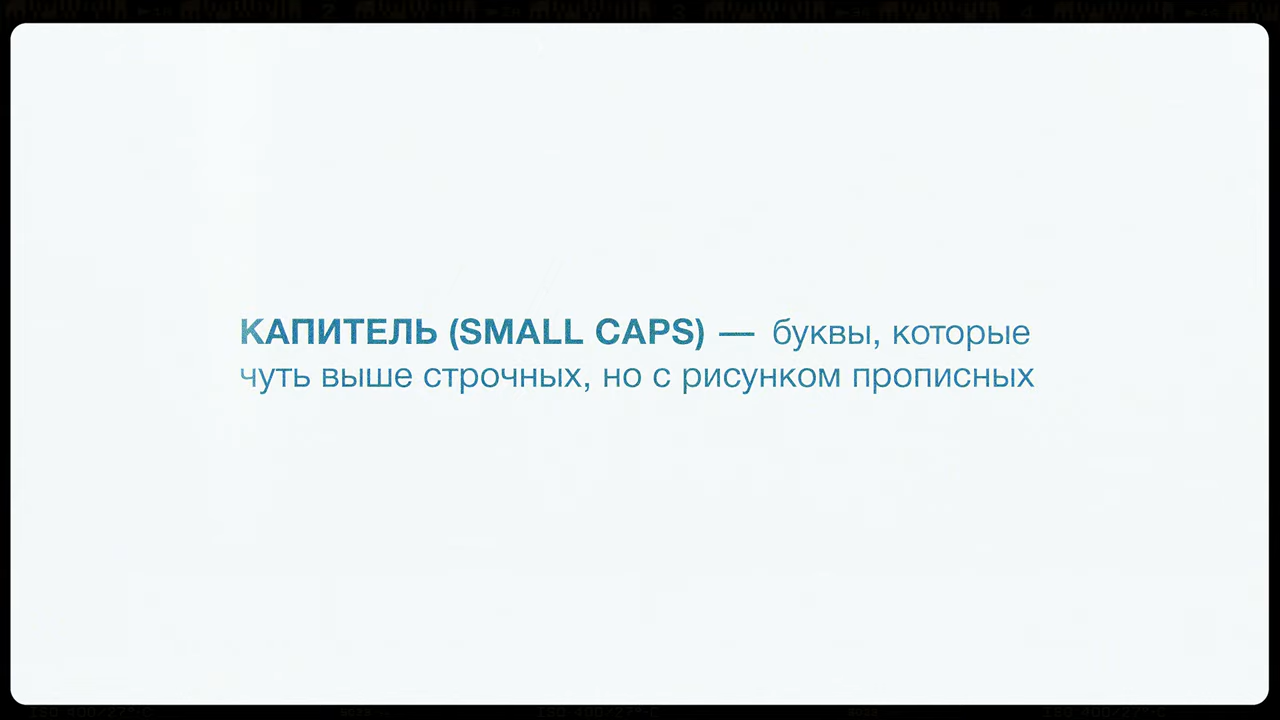 КАПИТЕЛЬ (SMALL CAPS) — буквы, которые
чуть выше строчных, но с рисунком прописных